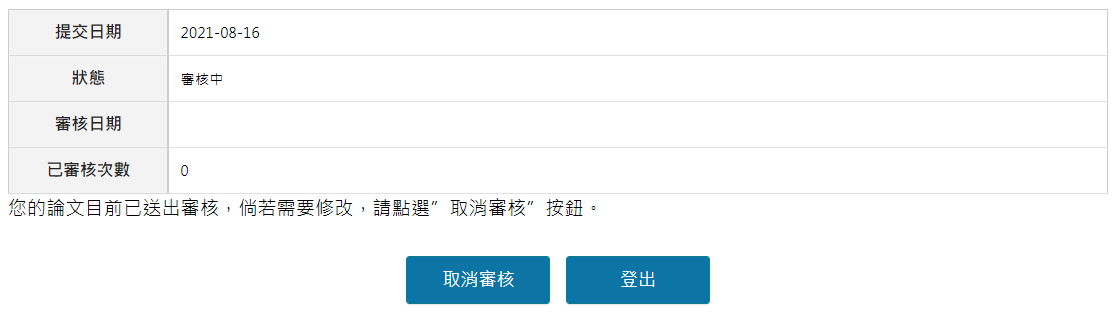 提交日期 2021-08-16
狀態 審核中
審核日期
已審核次數 0
您的論文目前已送出審核，倘若需要修改，請點選”取消審核”按鈕。
取消審核 登出